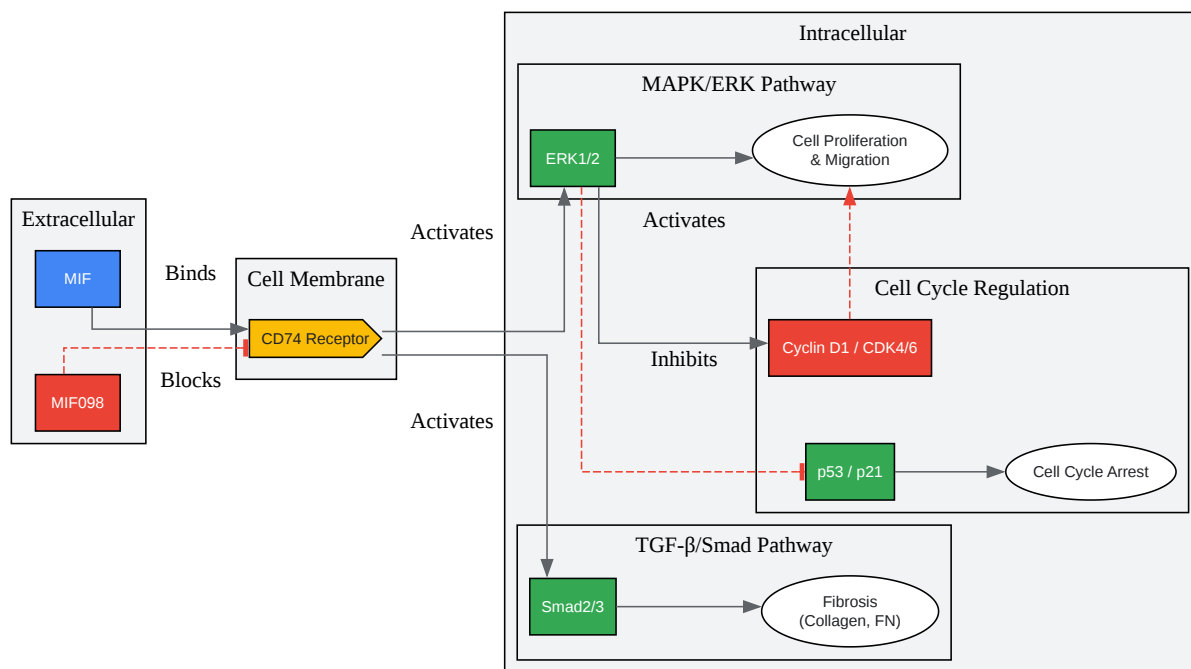 Intracellular
MAPK/ERK Pathway
ERK1/2
Cell Proliferation
& Migration
Extracellular
MIF
MIF098
Binds
Blocks
Cell Membrane
CD74 Receptor
Activates
Activates
Activates
Inhibits
Cell Cycle Regulation
Cyclin D1 / CDK4/6
p53 / p21
Cell Cycle Arrest
TGF-β/Smad Pathway
Smad2/3
Fibrosis
(Collagen, FN)